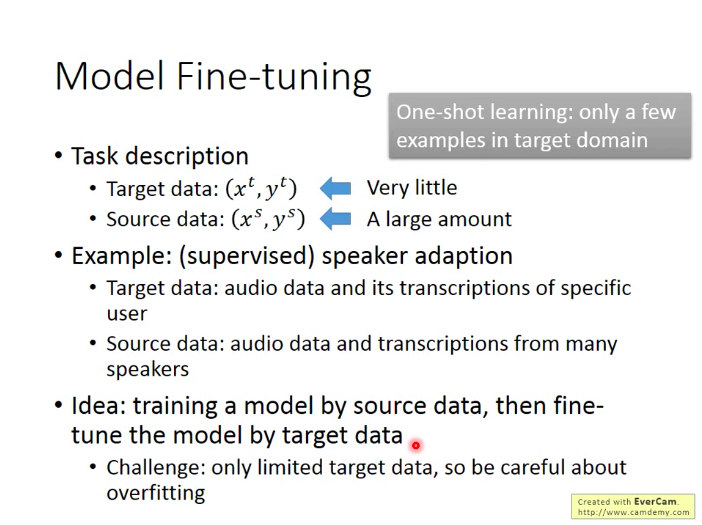 Model Fine-tuning
One-shot learning: only a few
examples in target domain
• Task description
• Target data: (xᵗ, yᵗ)
Very little
• Source data: (xˢ, yˢ)
A large amount
• Example: (supervised) speaker adaption
• Target data: audio data and its transcriptions of specific
user
• Source data: audio data and transcriptions from many
speakers
• Idea: training a model by source data, then fine-
tune the model by target data
• Challenge: only limited target data, so be careful about
overfitting
Created with EverCam.
http://www.camdemy.com